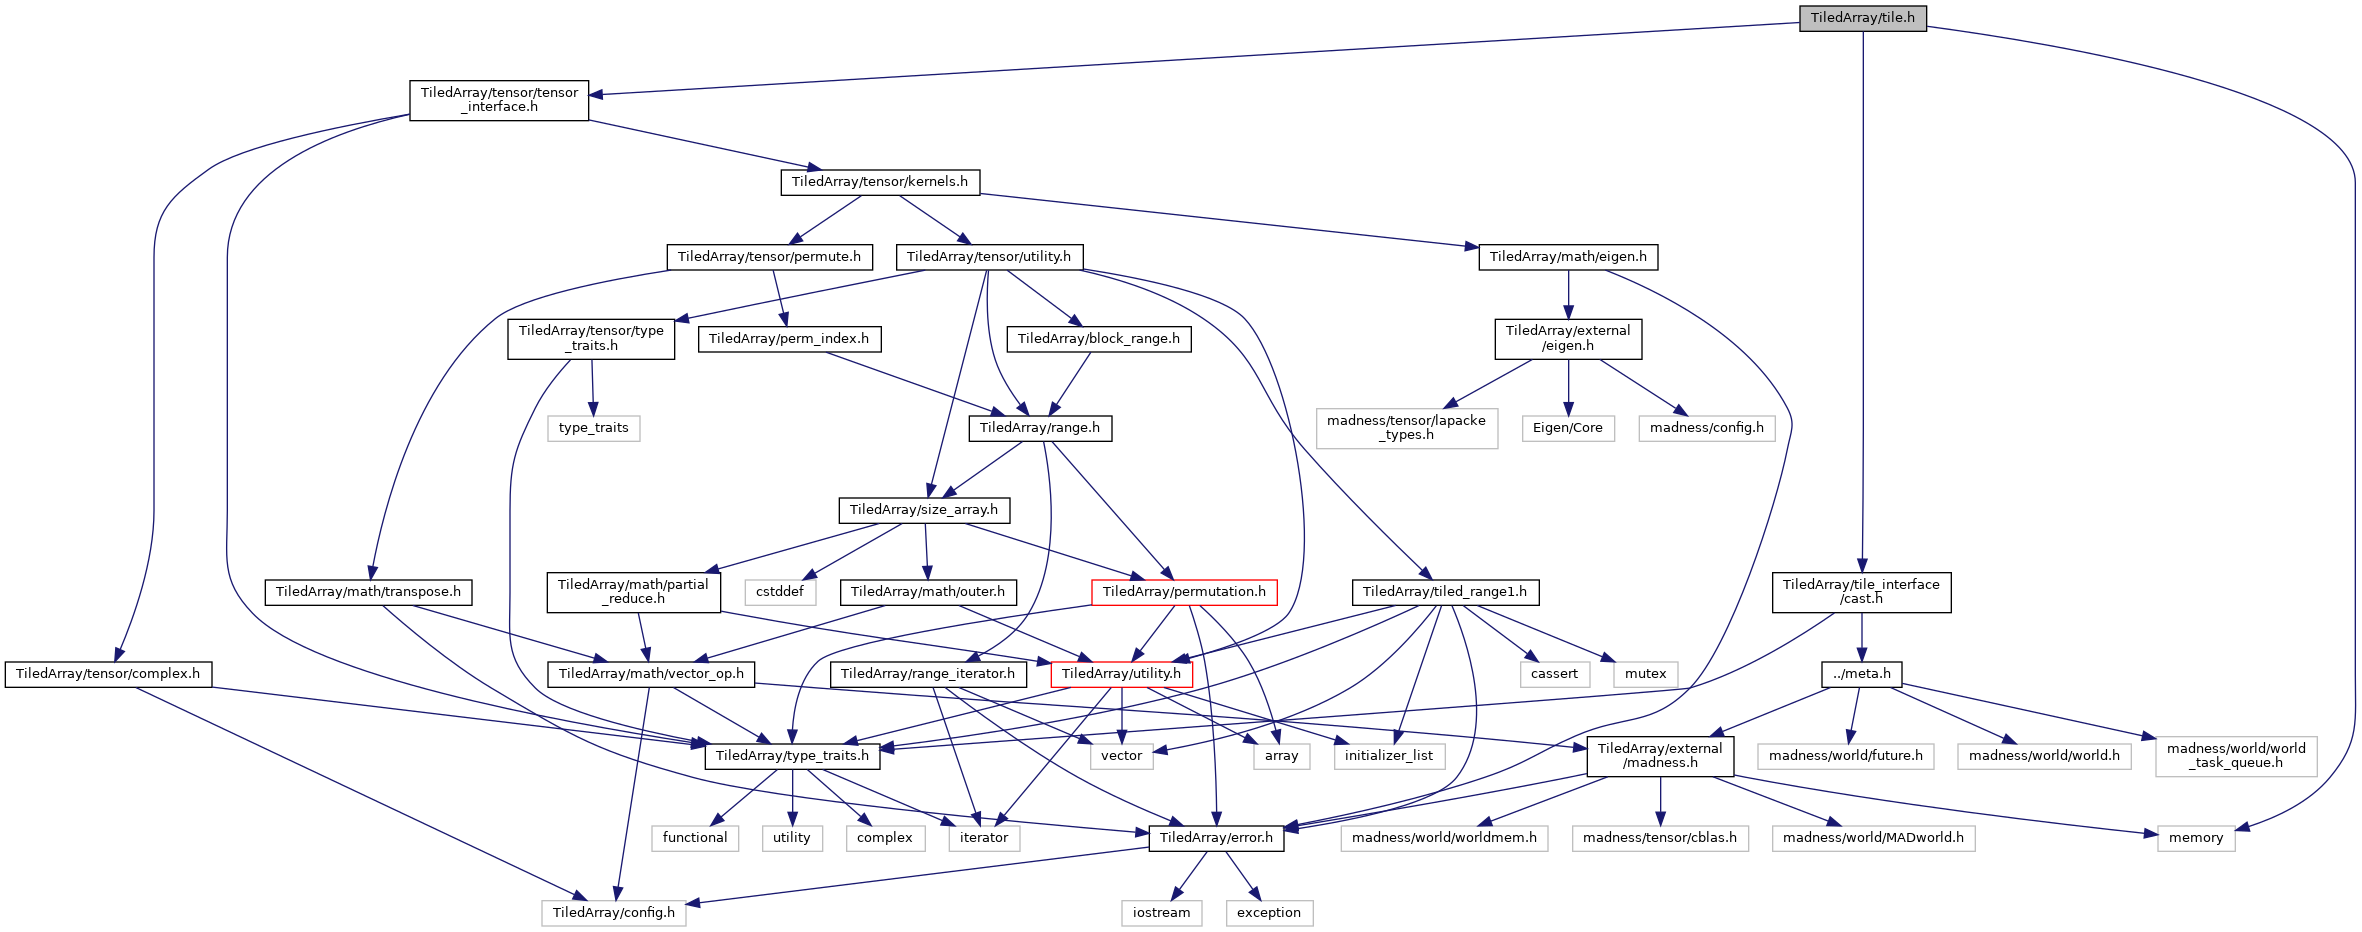 TiledArray/tile.h
TiledArray/tensor/tensor
_interface.h
TiledArray/tensor/kernels.h
TiledArray/tensor/permute.h
TiledArray/tensor/utility.h
TiledArray/math/eigen.h
TiledArray/tensor/type
_traits.h
TiledArray/perm_index.h
TiledArray/block_range.h
TiledArray/external
/eigen.h
type_traits
TiledArray/range.h
madness/tensor/lapacke
_types.h
Eigen/Core
madness/config.h
TiledArray/size_array.h
TiledArray/math/transpose.h
TiledArray/math/partial
_reduce.h
cstddef
TiledArray/math/outer.h
TiledArray/permutation.h
TiledArray/tiled_range1.h
TiledArray/tile_interface
/cast.h
TiledArray/tensor/complex.h
TiledArray/math/vector_op.h
TiledArray/range_iterator.h
TiledArray/utility.h
cassert
mutex
../meta.h
TiledArray/type_traits.h
vector
array
initializer_list
TiledArray/external
/madness.h
madness/world/future.h
madness/world/world.h
madness/world/world
_task_queue.h
functional
utility
complex
iterator
TiledArray/error.h
madness/world/worldmem.h
madness/tensor/cblas.h
madness/world/MADworld.h
memory
TiledArray/config.h
iostream
exception